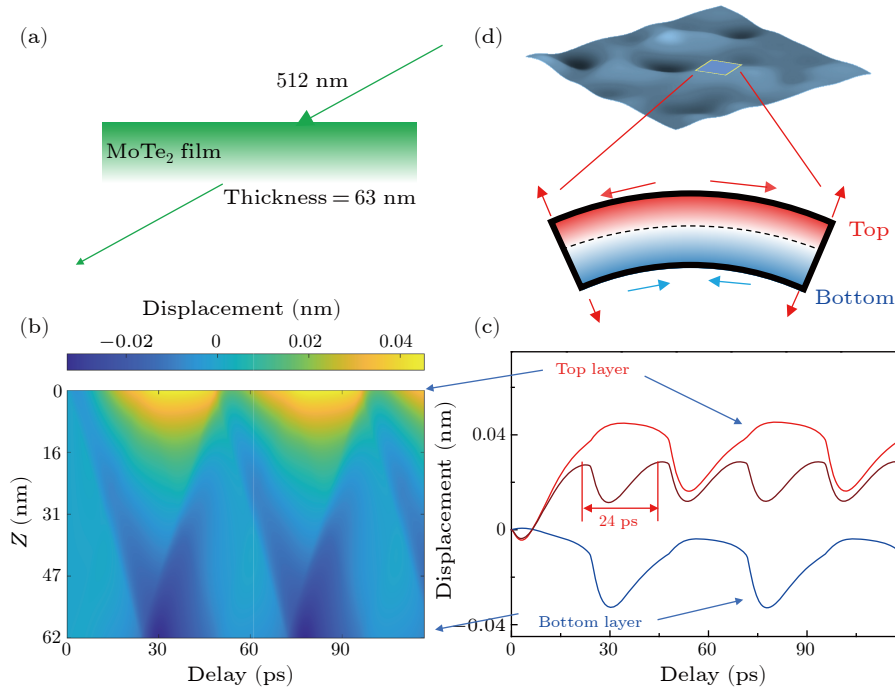 (a)
512 nm
MoTe₂ film
Thickness = 63 nm
(d)
Top
Bottom
Displacement (nm)
−0.02 0 0.02 0.04
(b)
0
16
31
47
62
Z (nm)
0 30 60 90
Delay (ps)
(c)
Top layer
0.04
0
−0.04
Displacement (nm)
24 ps
Bottom layer
0 30 60 90
Delay (ps)